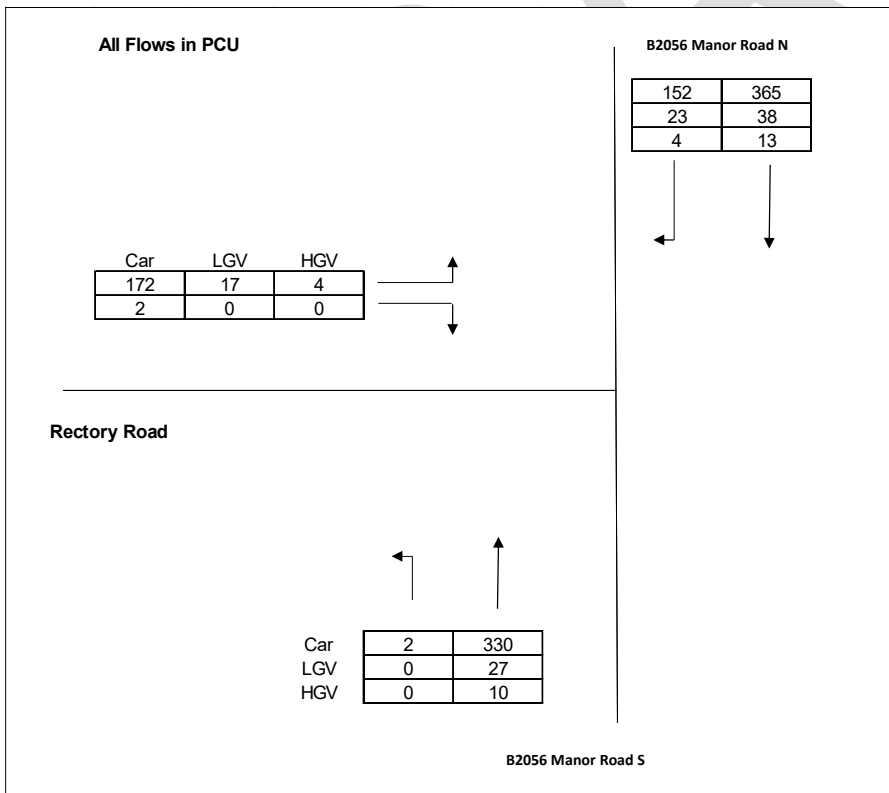 All Flows in PCU
B2056 Manor Road N
152 365
23 38
4 13
Car LGV HGV
172 17 4
2 0 0
Rectory Road
Car 2 330
LGV 0 27
HGV 0 10
B2056 Manor Road S